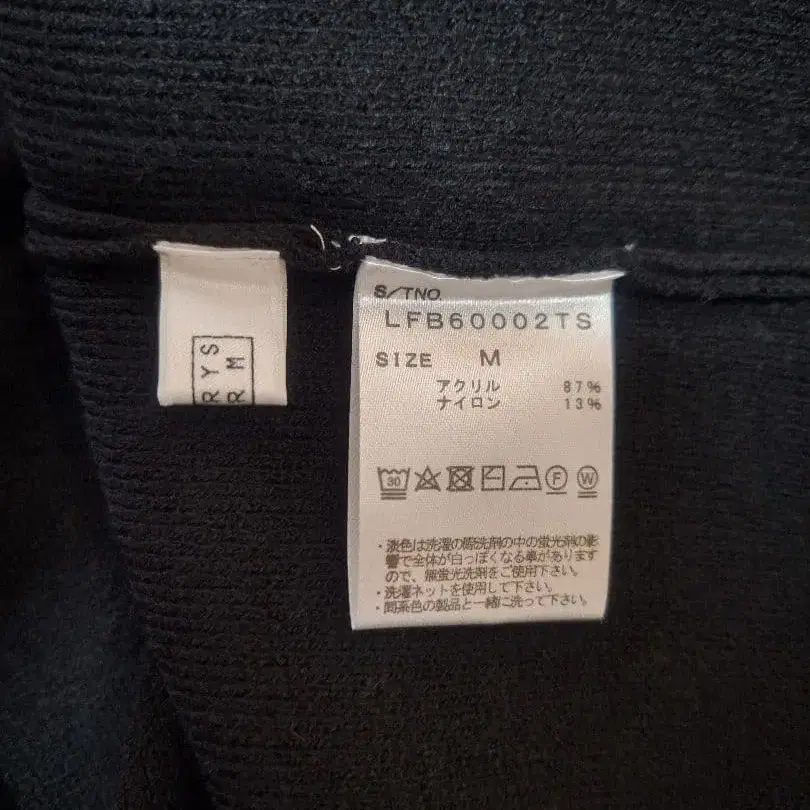 RYS
RM
S/TNO.
LFB60002TS
SIZE M
アクリル 87%
ナイロン 13%
30 F W
・淡色は洗濯の際洗剤の中の蛍光剤の影
響で全体が白っぽくなる事があります
ので、無蛍光洗剤をご使用下さい。
・洗濯ネットを使用して下さい。
・同系色の製品と一緒に洗って下さい。